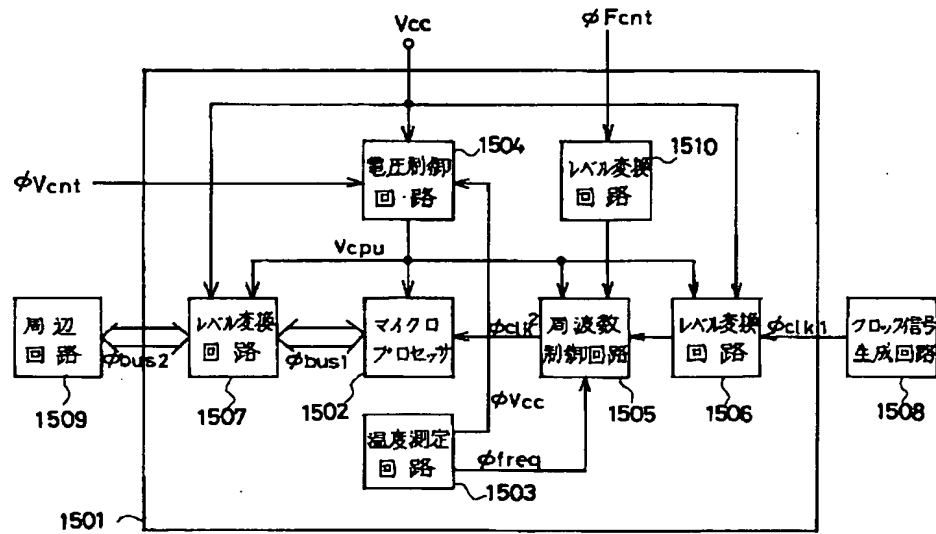 Vcc
φFcnt
1504
1510
電圧制御
回・路
レベル変換
回路
φVcnt
Vcpu
周辺
回路
φbus2
レベル変換
回路
φbus1
マイクロ
プロセッサ
φclk2
周波数
制御回路
レベル変換
回路
φclk1
クロック信号
生成回路
1509
1507
1502
φVcc
1505
1506
1508
温度測定
回路
φfreq
1503
1501